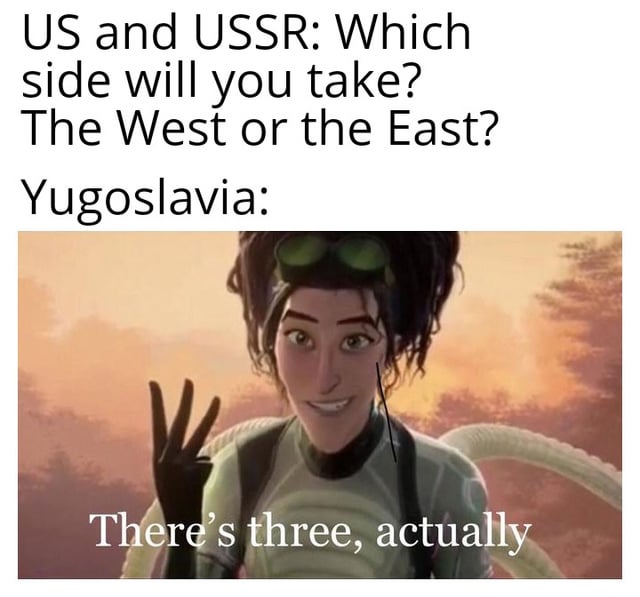 US and USSR: Which
side will you take?
The West or the East?
Yugoslavia:
There's three, actually